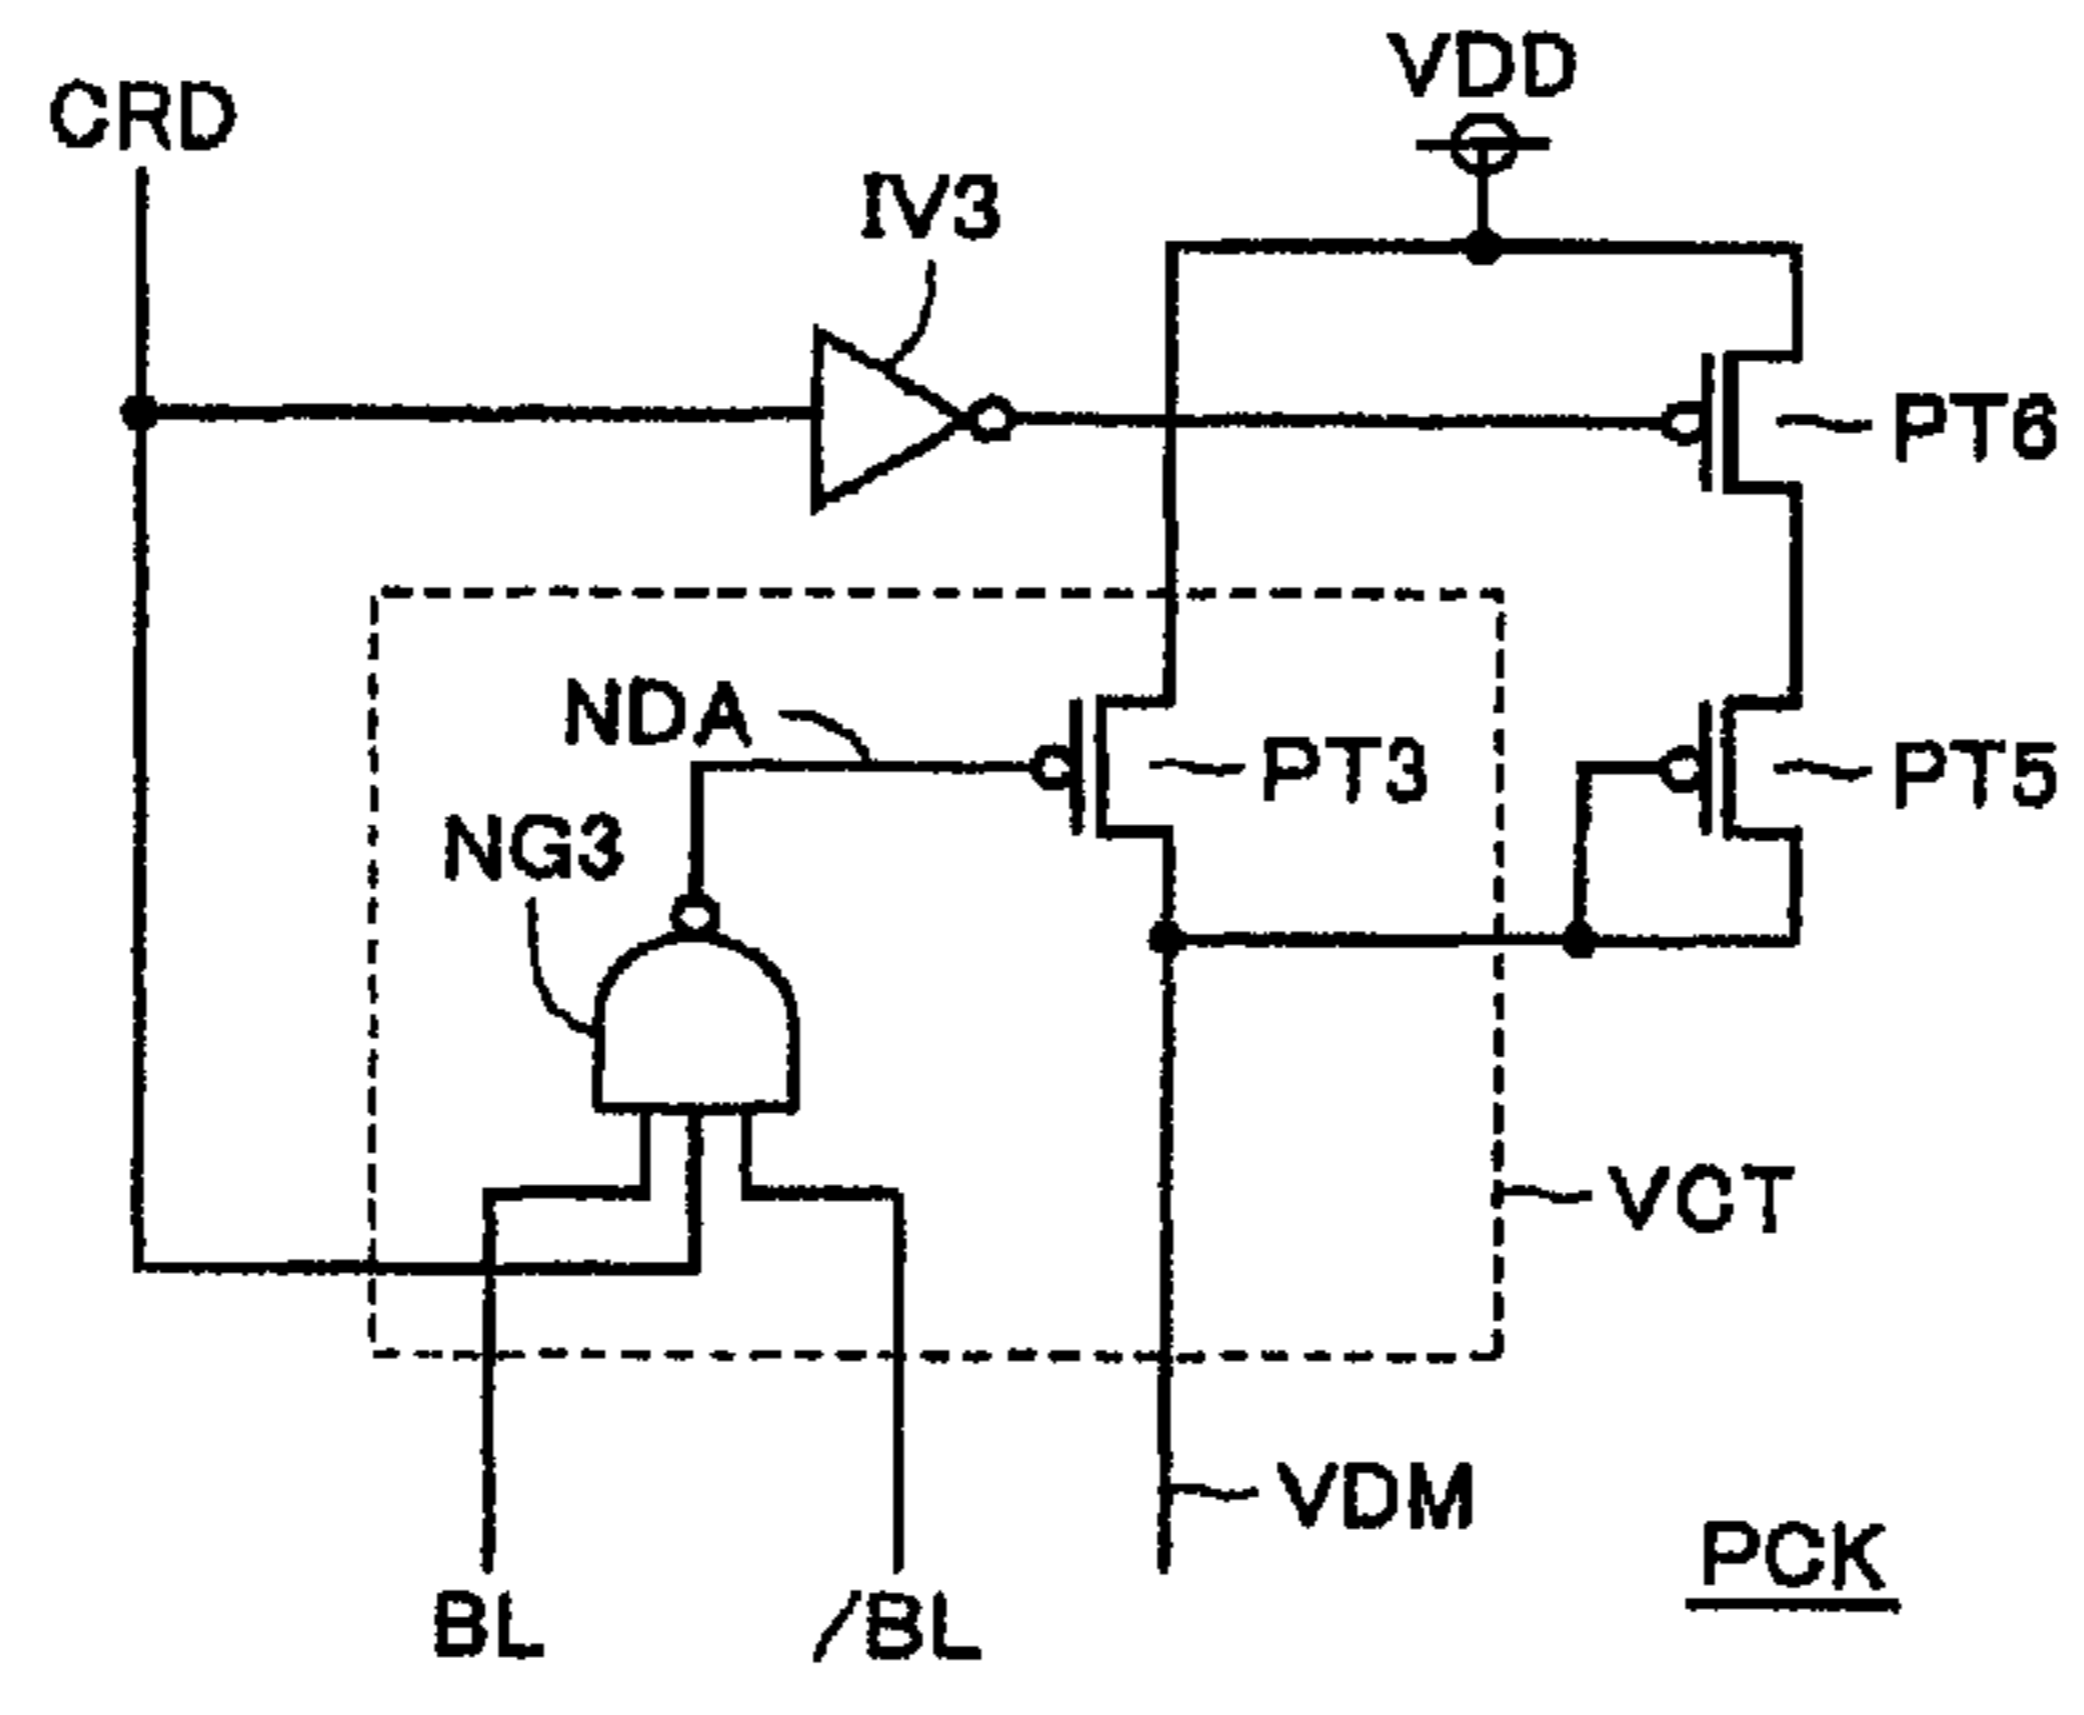 VDD
CRD
IV3
PT6
NDA
PT3
PT5
NG3
VCT
VDM
PCK
BL
/BL